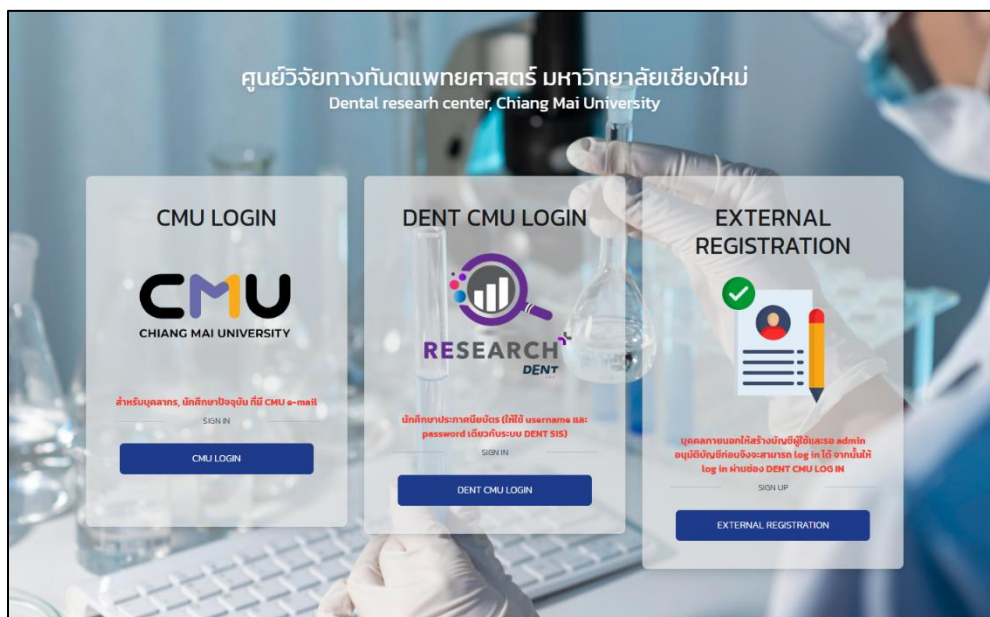 ศูนย์วิจัยทางทันตแพทยศาสตร์ มหาวิทยาลัยเชียงใหม่
Dental researh center, Chiang Mai University
CMU LOGIN
CMU
CHIANG MAI UNIVERSITY
สำหรับบุคลากร, นักศึกษาปัจจุบัน ที่มี CMU e-mail
SIGN IN
CMU LOGIN
DENT CMU LOGIN
RESEARCH
DENT
นักศึกษาประกาศนียบัตร (ให้ใช้ username และ
password เดียวกับระบบ DENT SIS)
SIGN IN
DENT CMU LOGIN
EXTERNAL
REGISTRATION
บุคคลภายนอกให้สร้างบัญชีผู้ใช้และรอ admin
อนุมัติบัญชีก่อนจึงจะสามารถ log in ได้ จากนั้นให้
log in ผ่านช่อง DENT CMU LOG IN
SIGN UP
EXTERNAL REGISTRATION